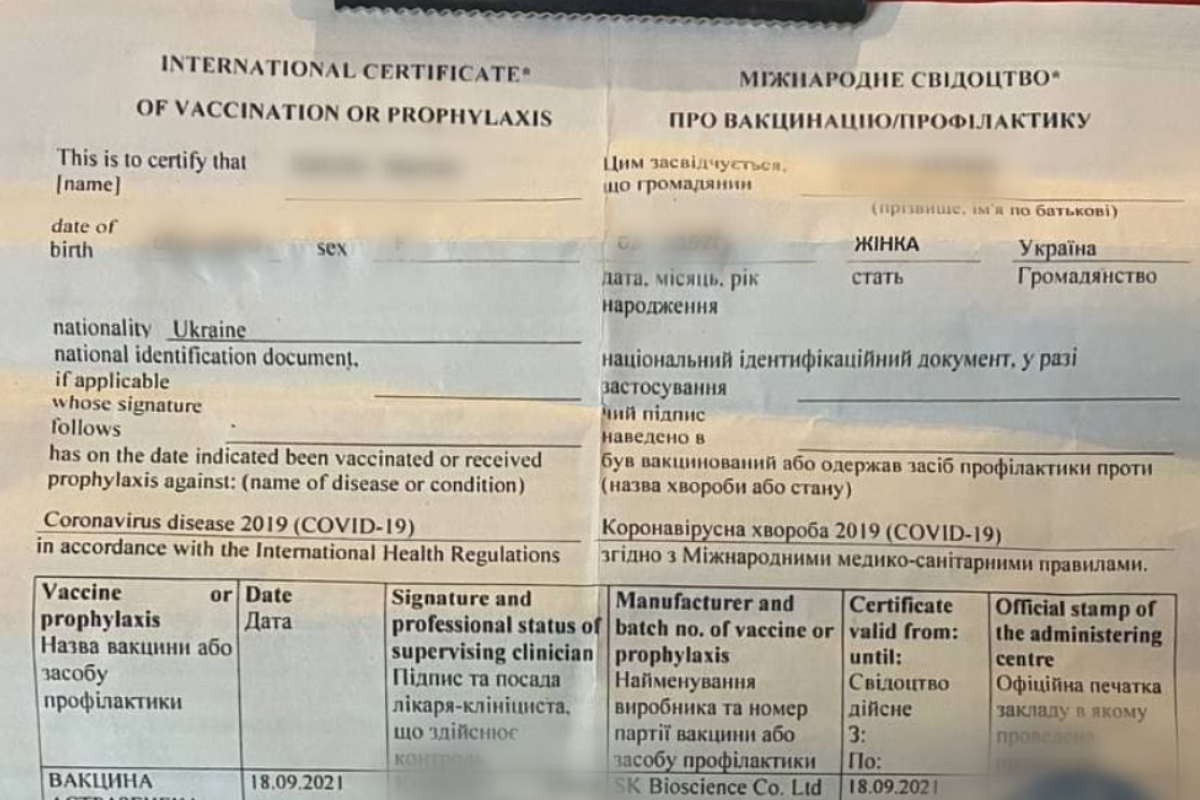 INTERNATIONAL CERTIFICATE*
OF VACCINATION OR PROPHYLAXIS
This is to certify that
[name]
date of
birth
sex
nationality Ukraine
national identification document,
if applicable
whose signature
follows
has on the date indicated been vaccinated or received
prophylaxis against: (name of disease or condition)
Coronavirus disease 2019 (COVID-19)
in accordance with the International Health Regulations
МІЖНАРОДНЕ СВІДОЦТВО*
ПРО ВАКЦИНАЦІЮ/ПРОФІЛАКТИКУ
Цим засвідчується,
що громадянин
(прізвище, ім'я по батькові)
ЖІНКА
Україна
дата, місяць, рік
народження
стать
Громадянство
національний ідентифікаційний документ, у разі
застосування
чий підпис
наведено в
був вакцинований або одержав засіб профілактики проти
(назва хвороби або стану)
Коронавірусна хвороба 2019 (COVID-19)
згідно з Міжнародними медико-санітарними правилами.
Vaccine or
prophylaxis
Назва вакцини або
засобу
профілактики
Date
Дата
Signature and
professional status of
supervising clinician
Підпис та посада
лікаря-клініциста,
що здійснює
контроль
Manufacturer and
batch no. of vaccine or
prophylaxis
Найменування
виробника та номер
партії вакцини або
засобу профілактики
Certificate
valid from:
until:
Свідоцтво
дійсне
З:
По:
Official stamp of
the administering
centre
Офіційна печатка
закладу в якому
проведена
ВАКЦИНА
18.09.2021
SK Bioscience Co. Ltd
18.09.2021